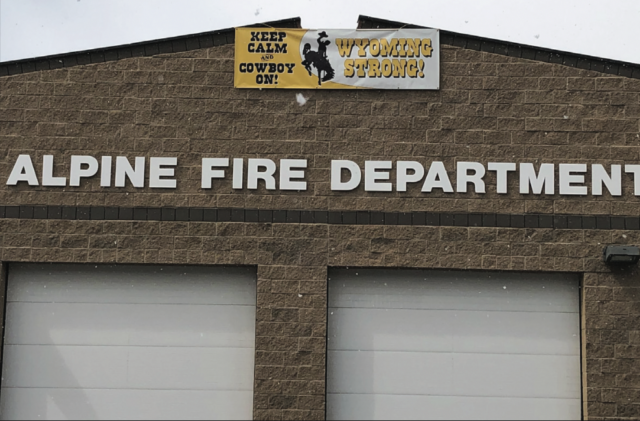 KEEP
CALM
AND
COWBOY
ON!
WYOMING
STRONG!
ALPINE FIRE DEPARTMENT